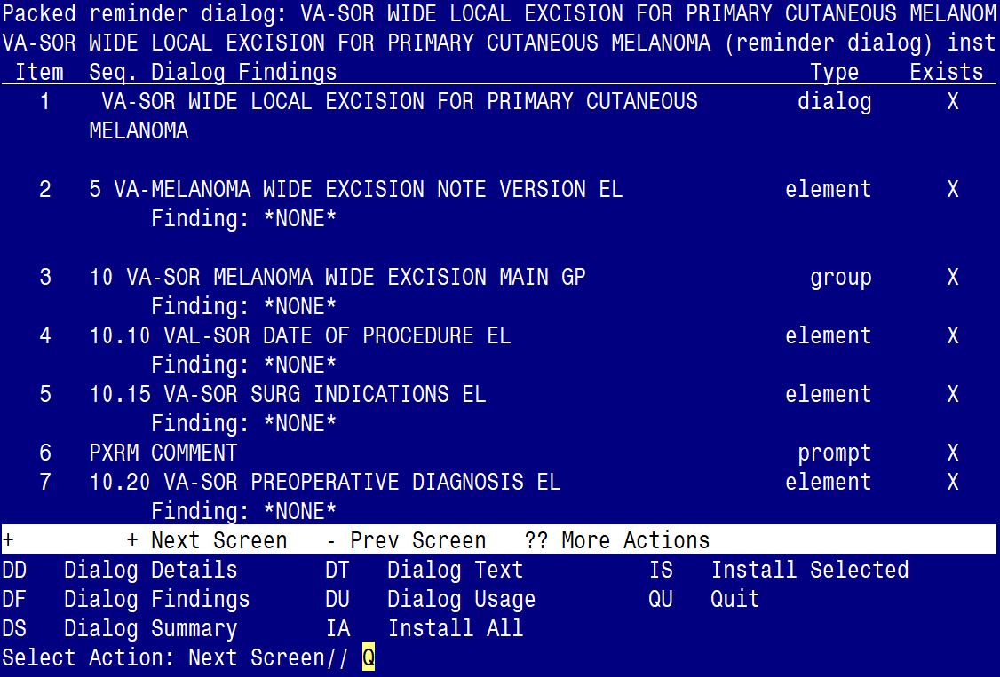 Packed reminder dialog: VA-SOR WIDE LOCAL EXCISION FOR PRIMARY CUTANEOUS MELANOM
VA-SOR WIDE LOCAL EXCISION FOR PRIMARY CUTANEOUS MELANOMA (reminder dialog) inst
Item Seq. Dialog Findings Type Exists
1 VA-SOR WIDE LOCAL EXCISION FOR PRIMARY CUTANEOUS dialog X
MELANOMA
2 5 VA-MELANOMA WIDE EXCISION NOTE VERSION EL element X
Finding: *NONE*
3 10 VA-SOR MELANOMA WIDE EXCISION MAIN GP group X
Finding: *NONE*
4 10.10 VAL-SOR DATE OF PROCEDURE EL element X
Finding: *NONE*
5 10.15 VA-SOR SURG INDICATIONS EL element X
Finding: *NONE*
6 PXRM COMMENT prompt X
7 10.20 VA-SOR PREOPERATIVE DIAGNOSIS EL element X
Finding: *NONE*
+ + Next Screen - Prev Screen ?? More Actions
DD Dialog Details DT Dialog Text IS Install Selected
DF Dialog Findings DU Dialog Usage QU Quit
DS Dialog Summary IA Install All
Select Action: Next Screen// Q